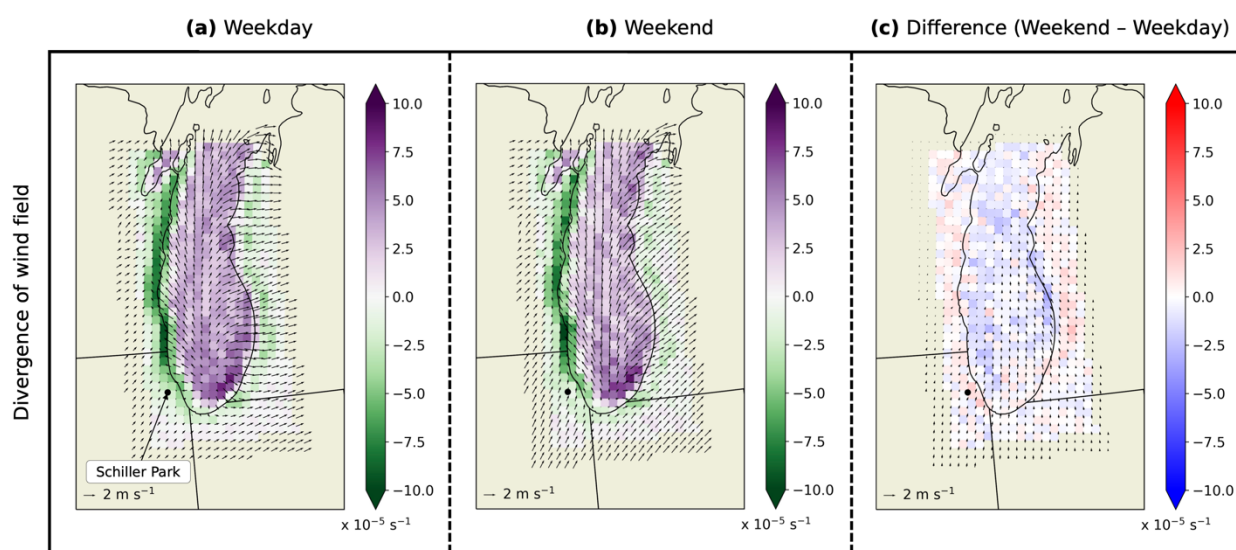 (a) Weekday
(b) Weekend
(c) Difference (Weekend – Weekday)
Divergence of wind field
10.0
7.5
5.0
2.5
0.0
−2.5
−5.0
−7.5
−10.0
x 10⁻⁵ s⁻¹
Schiller Park
2 m s⁻¹
10.0
7.5
5.0
2.5
0.0
−2.5
−5.0
−7.5
−10.0
x 10⁻⁵ s⁻¹
2 m s⁻¹
10.0
7.5
5.0
2.5
0.0
−2.5
−5.0
−7.5
−10.0
x 10⁻⁵ s⁻¹
2 m s⁻¹